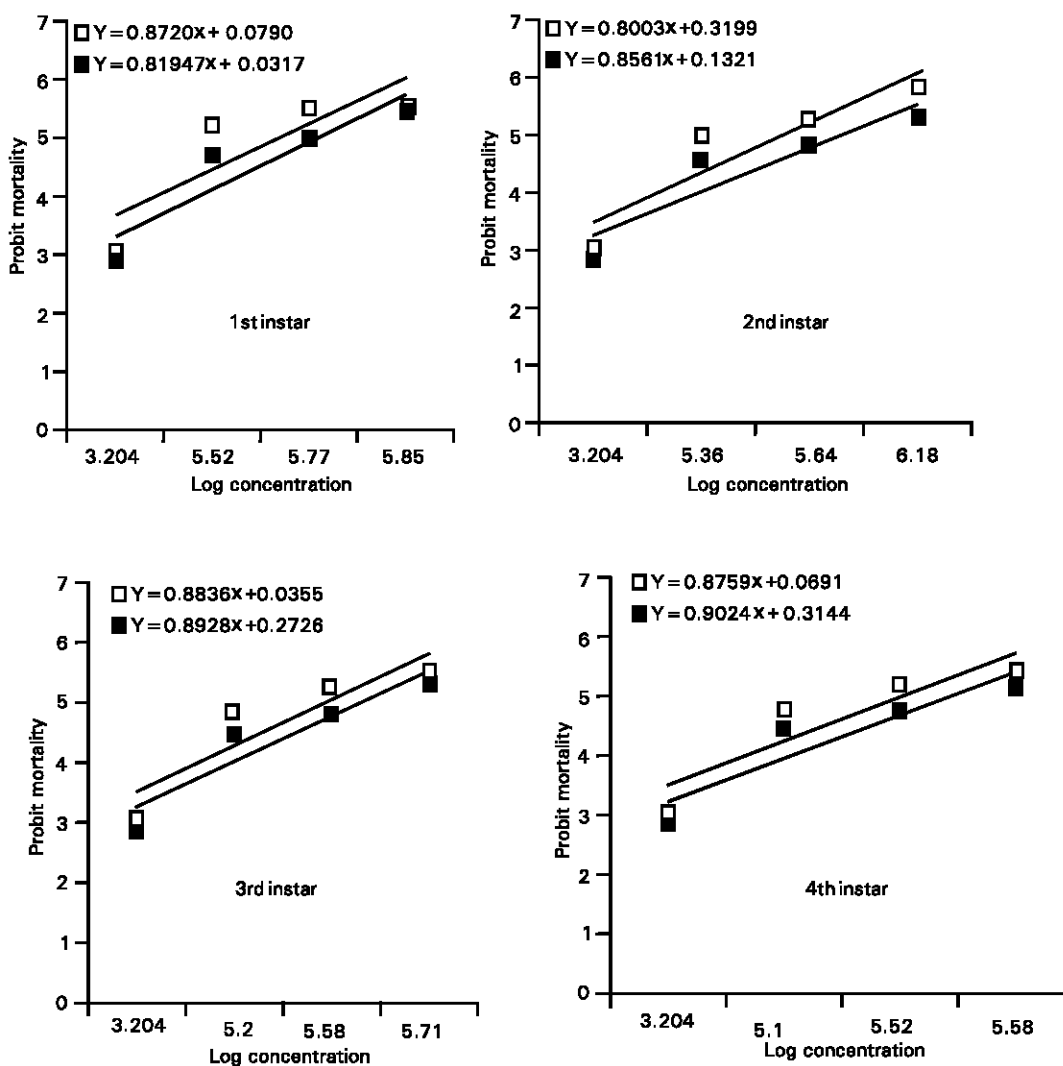 Y=0.8720x+ 0.0790
Y=0.81947x+ 0.0317
7
6
5
4
3
2
1
0
Probit mortality
1st instar
3.204 5.52 5.77 5.85
Log concentration
Y=0.8003x+0.3199
Y=0.8561x+0.1321
7
6
5
4
3
2
1
0
Probit mortality
2nd instar
3.204 5.36 5.64 6.18
Log concentration
Y=0.8836x+0.0355
Y=0.8928x+0.2726
7
6
5
4
3
2
1
0
Probit mortality
3rd instar
3.204 5.2 5.58 5.71
Log concentration
Y=0.8759x+0.0691
Y=0.9024x+0.3144
7
6
5
4
3
2
1
0
Probit mortality
4th instar
3.204 5.1 5.52 5.58
Log concentration